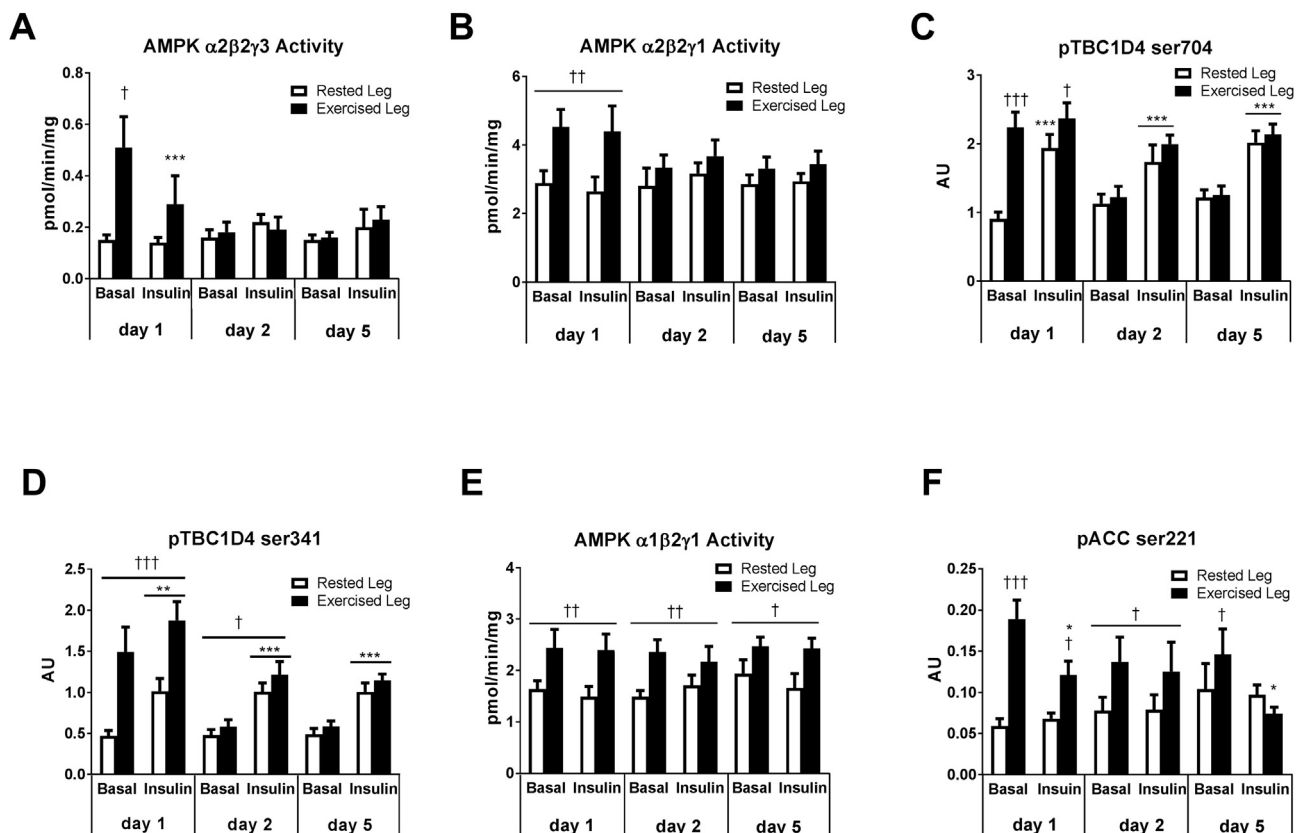 A
AMPK α2β2γ3 Activity
Rested Leg
Exercised Leg
pmol/min/mg
0.8
0.6
0.4
0.2
0.0
†
***
Basal Insulin Basal Insulin Basal Insulin
day 1 day 2 day 5
B
AMPK α2β2γ1 Activity
Rested Leg
Exercised Leg
pmol/min/mg
6
4
2
0
††
Basal Insulin Basal Insulin Basal Insulin
day 1 day 2 day 5
C
pTBC1D4 ser704
Rested Leg
Exercised Leg
AU
2
1
0
††† *** † *** ***
Basal Insulin Basal Insulin Basal Insulin
day 1 day 2 day 5
D
pTBC1D4 ser341
Rested Leg
Exercised Leg
AU
2.5
2.0
1.5
1.0
0.5
0.0
†††
**
†
*** ***
Basal Insulin Basal Insulin Basal Insulin
day 1 day 2 day 5
E
AMPK α1β2γ1 Activity
Rested Leg
Exercised Leg
pmol/min/mg
4
3
2
1
0
†† †† †
Basal Insulin Basal Insulin Basal Insulin
day 1 day 2 day 5
F
pACC ser221
Rested Leg
Exercised Leg
AU
0.25
0.20
0.15
0.10
0.05
0.00
†††
*
†
† †
*
Basal Insuin Basal Insulin Basal Insulin
day 1 day 2 day 5